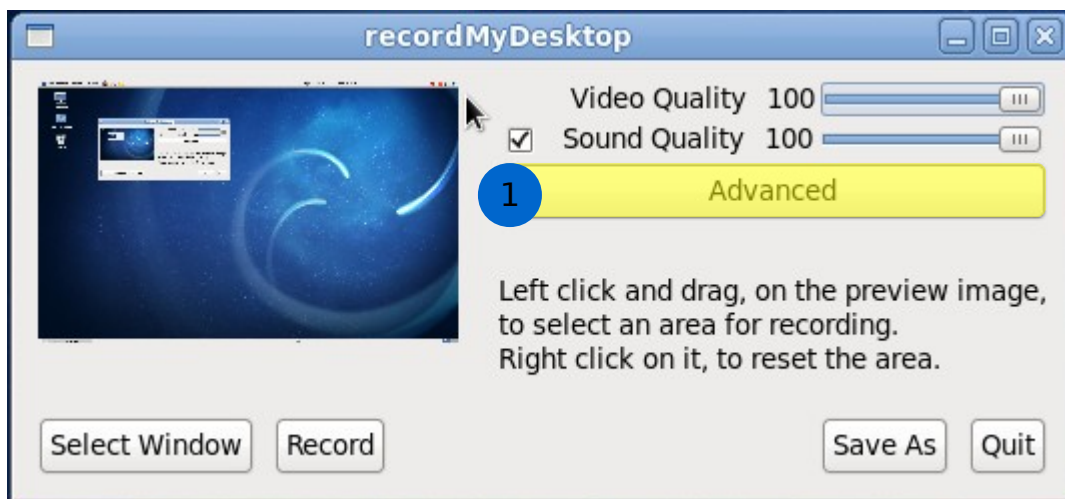 recordMyDesktop
Video Quality 100
Sound Quality 100
1
Advanced
Left click and drag, on the preview image,
to select an area for recording.
Right click on it, to reset the area.
Select Window
Record
Save As
Quit